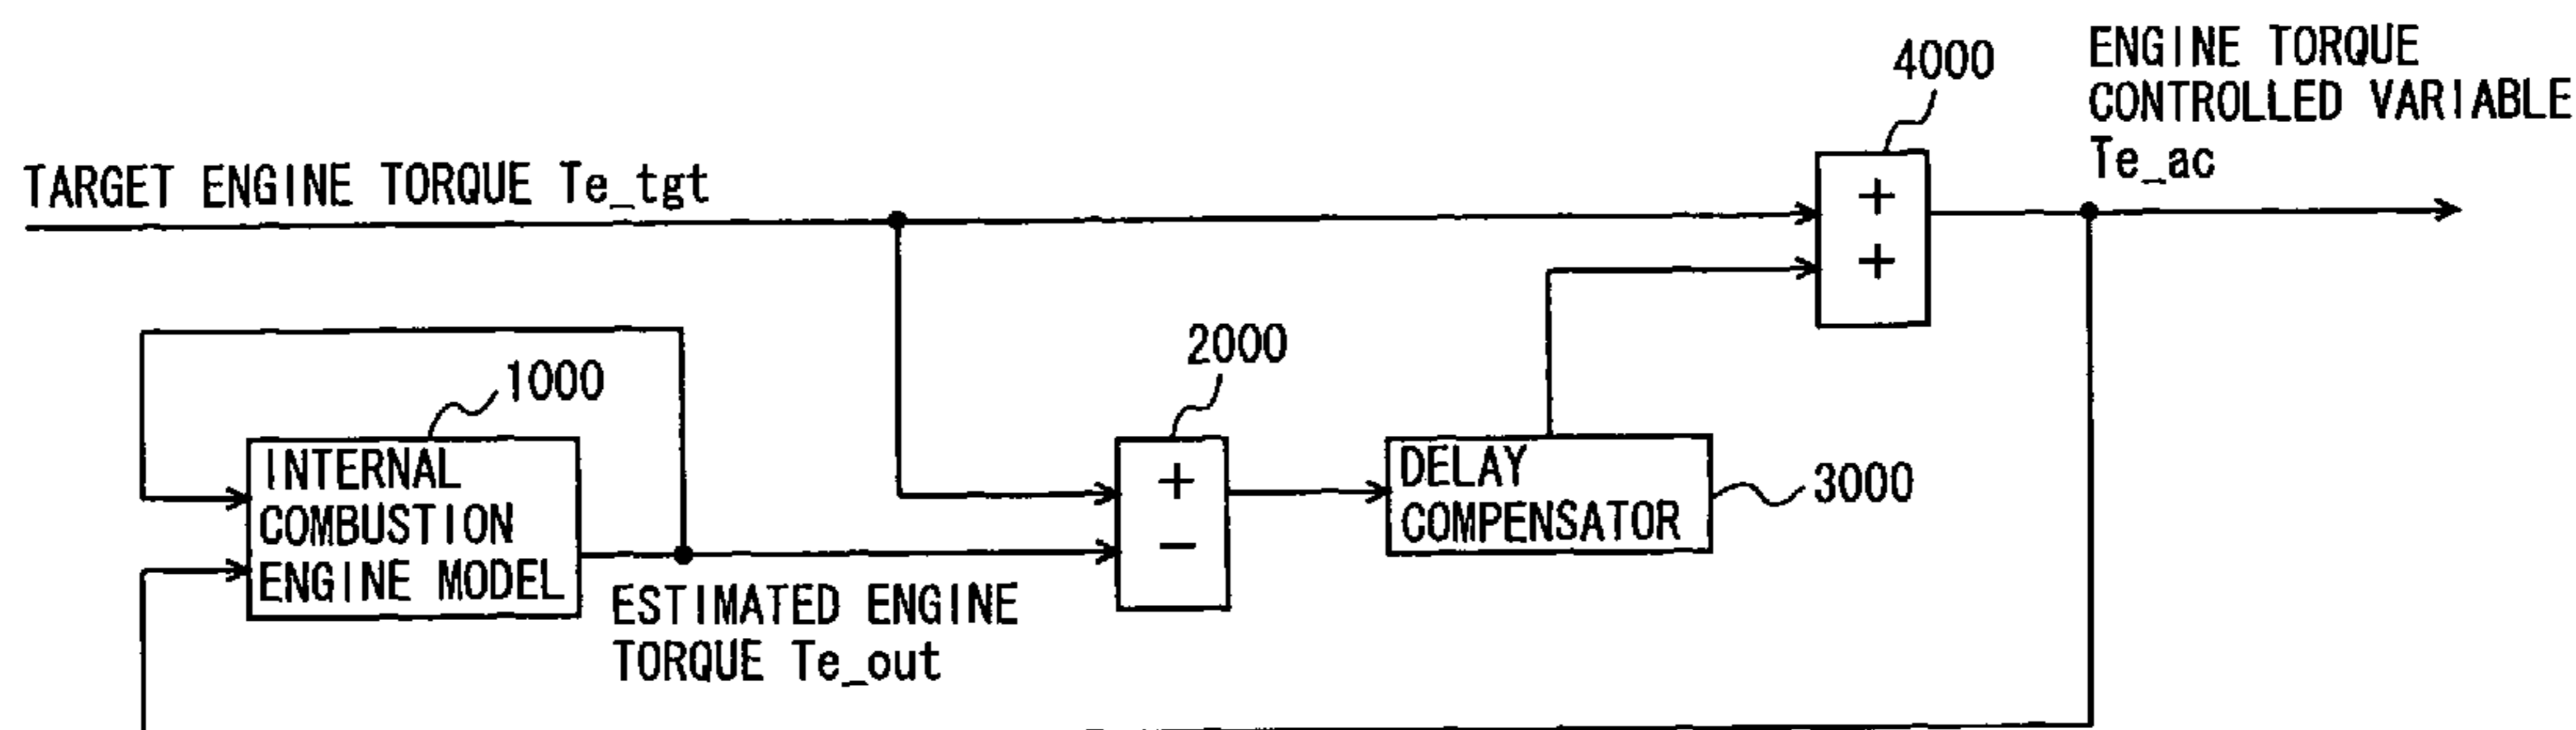 4000
ENGINE TORQUE
CONTROLLED VARIABLE
Te_ac
TARGET ENGINE TORQUE Te_tgt
+
+
1000
2000
INTERNAL
COMBUSTION
ENGINE MODEL
+
−
DELAY
COMPENSATOR
3000
ESTIMATED ENGINE
TORQUE Te_out